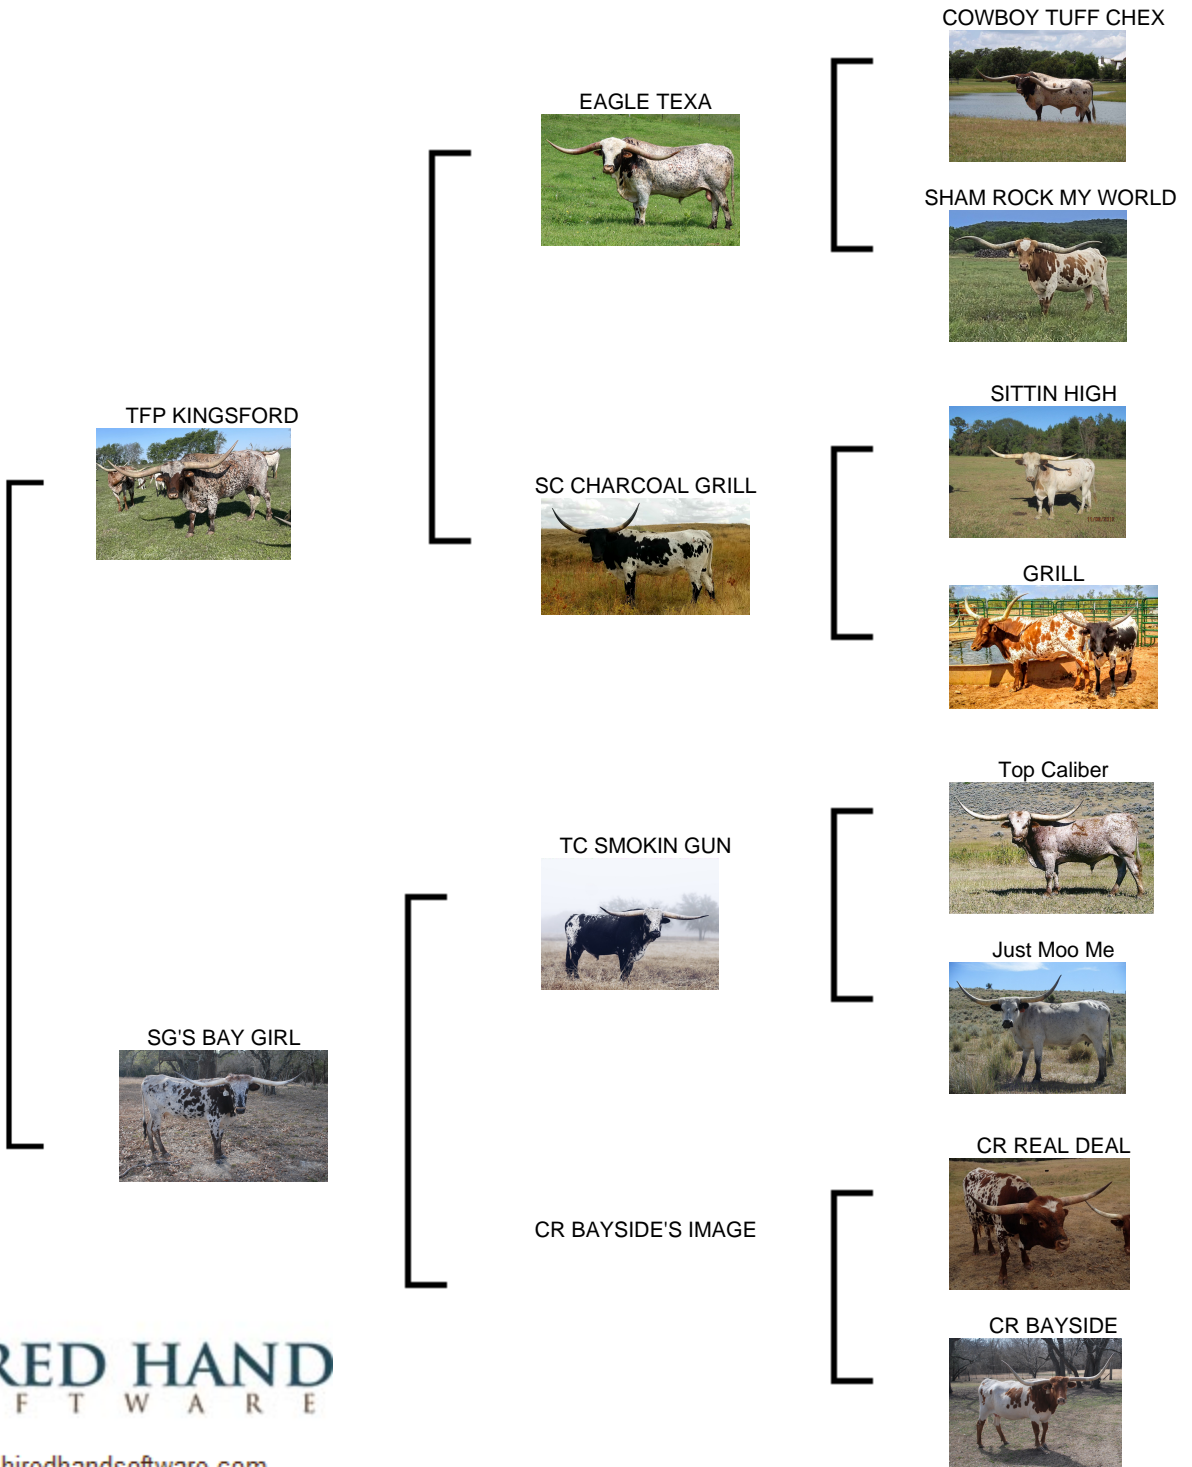 COWBOY TUFF CHEX
EAGLE TEXA
SHAM ROCK MY WORLD
SITTIN HIGH
TFP KINGSFORD
SC CHARCOAL GRILL
GRILL
Top Caliber
TC SMOKIN GUN
Just Moo Me
SG'S BAY GIRL
CR REAL DEAL
CR BAYSIDE'S IMAGE
CR BAYSIDE
RED HAND
F T W A R E
hiredhandsoftware.com